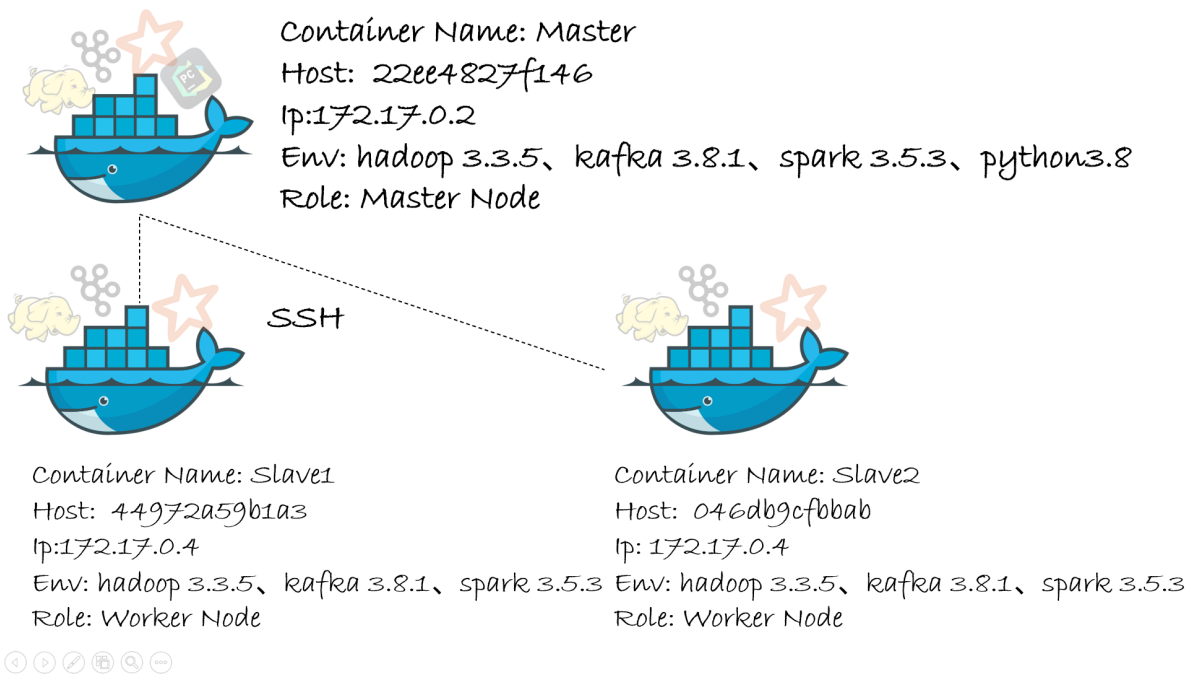 Container Name: Master
Host: 22ee4827f146
Ip:172.17.0.2
Env: hadoop 3.3.5、kafka 3.8.1、spark 3.5.3、python3.8
Role: Master Node
PC
SSH
Container Name: Slave1
Host: 44972a59b1a3
Ip:172.17.0.4
Env: hadoop 3.3.5、kafka 3.8.1、spark 3.5.3
Role: Worker Node
Container Name: Slave2
Host: 046db9cfbbab
Ip: 172.17.0.4
Env: hadoop 3.3.5、kafka 3.8.1、spark 3.5.3
Role: Worker Node